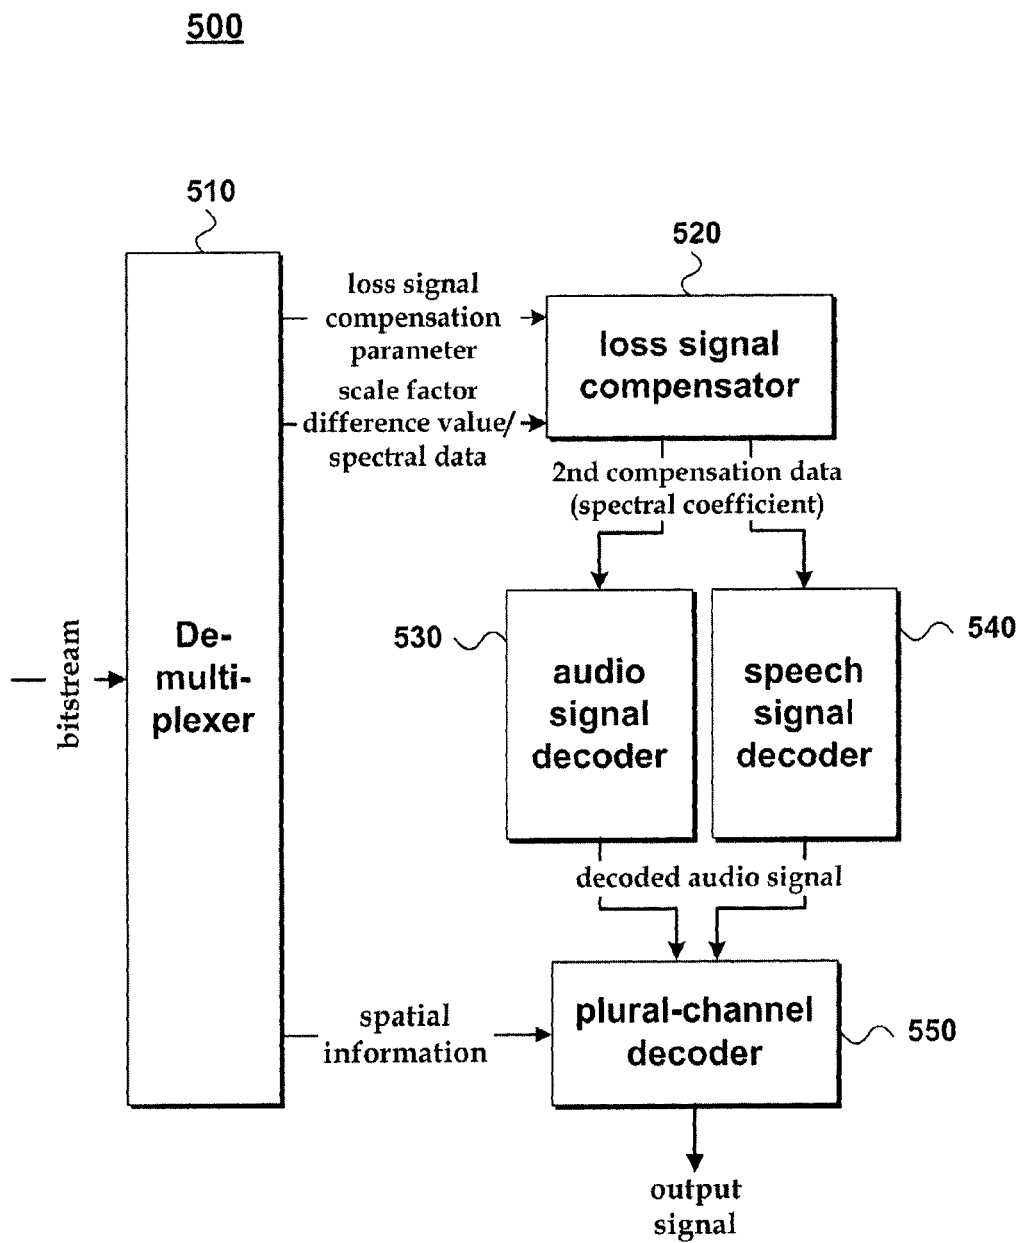 500
510
520
loss signal
compensation
parameter
loss signal
compensator
scale factor
difference value/
spectral data
2nd compensation data
(spectral coefficient)
bitstream
De-
multi-
plexer
530
audio
signal
decoder
540
speech
signal
decoder
decoded audio signal
spatial
information
plural-channel
decoder
550
output
signal